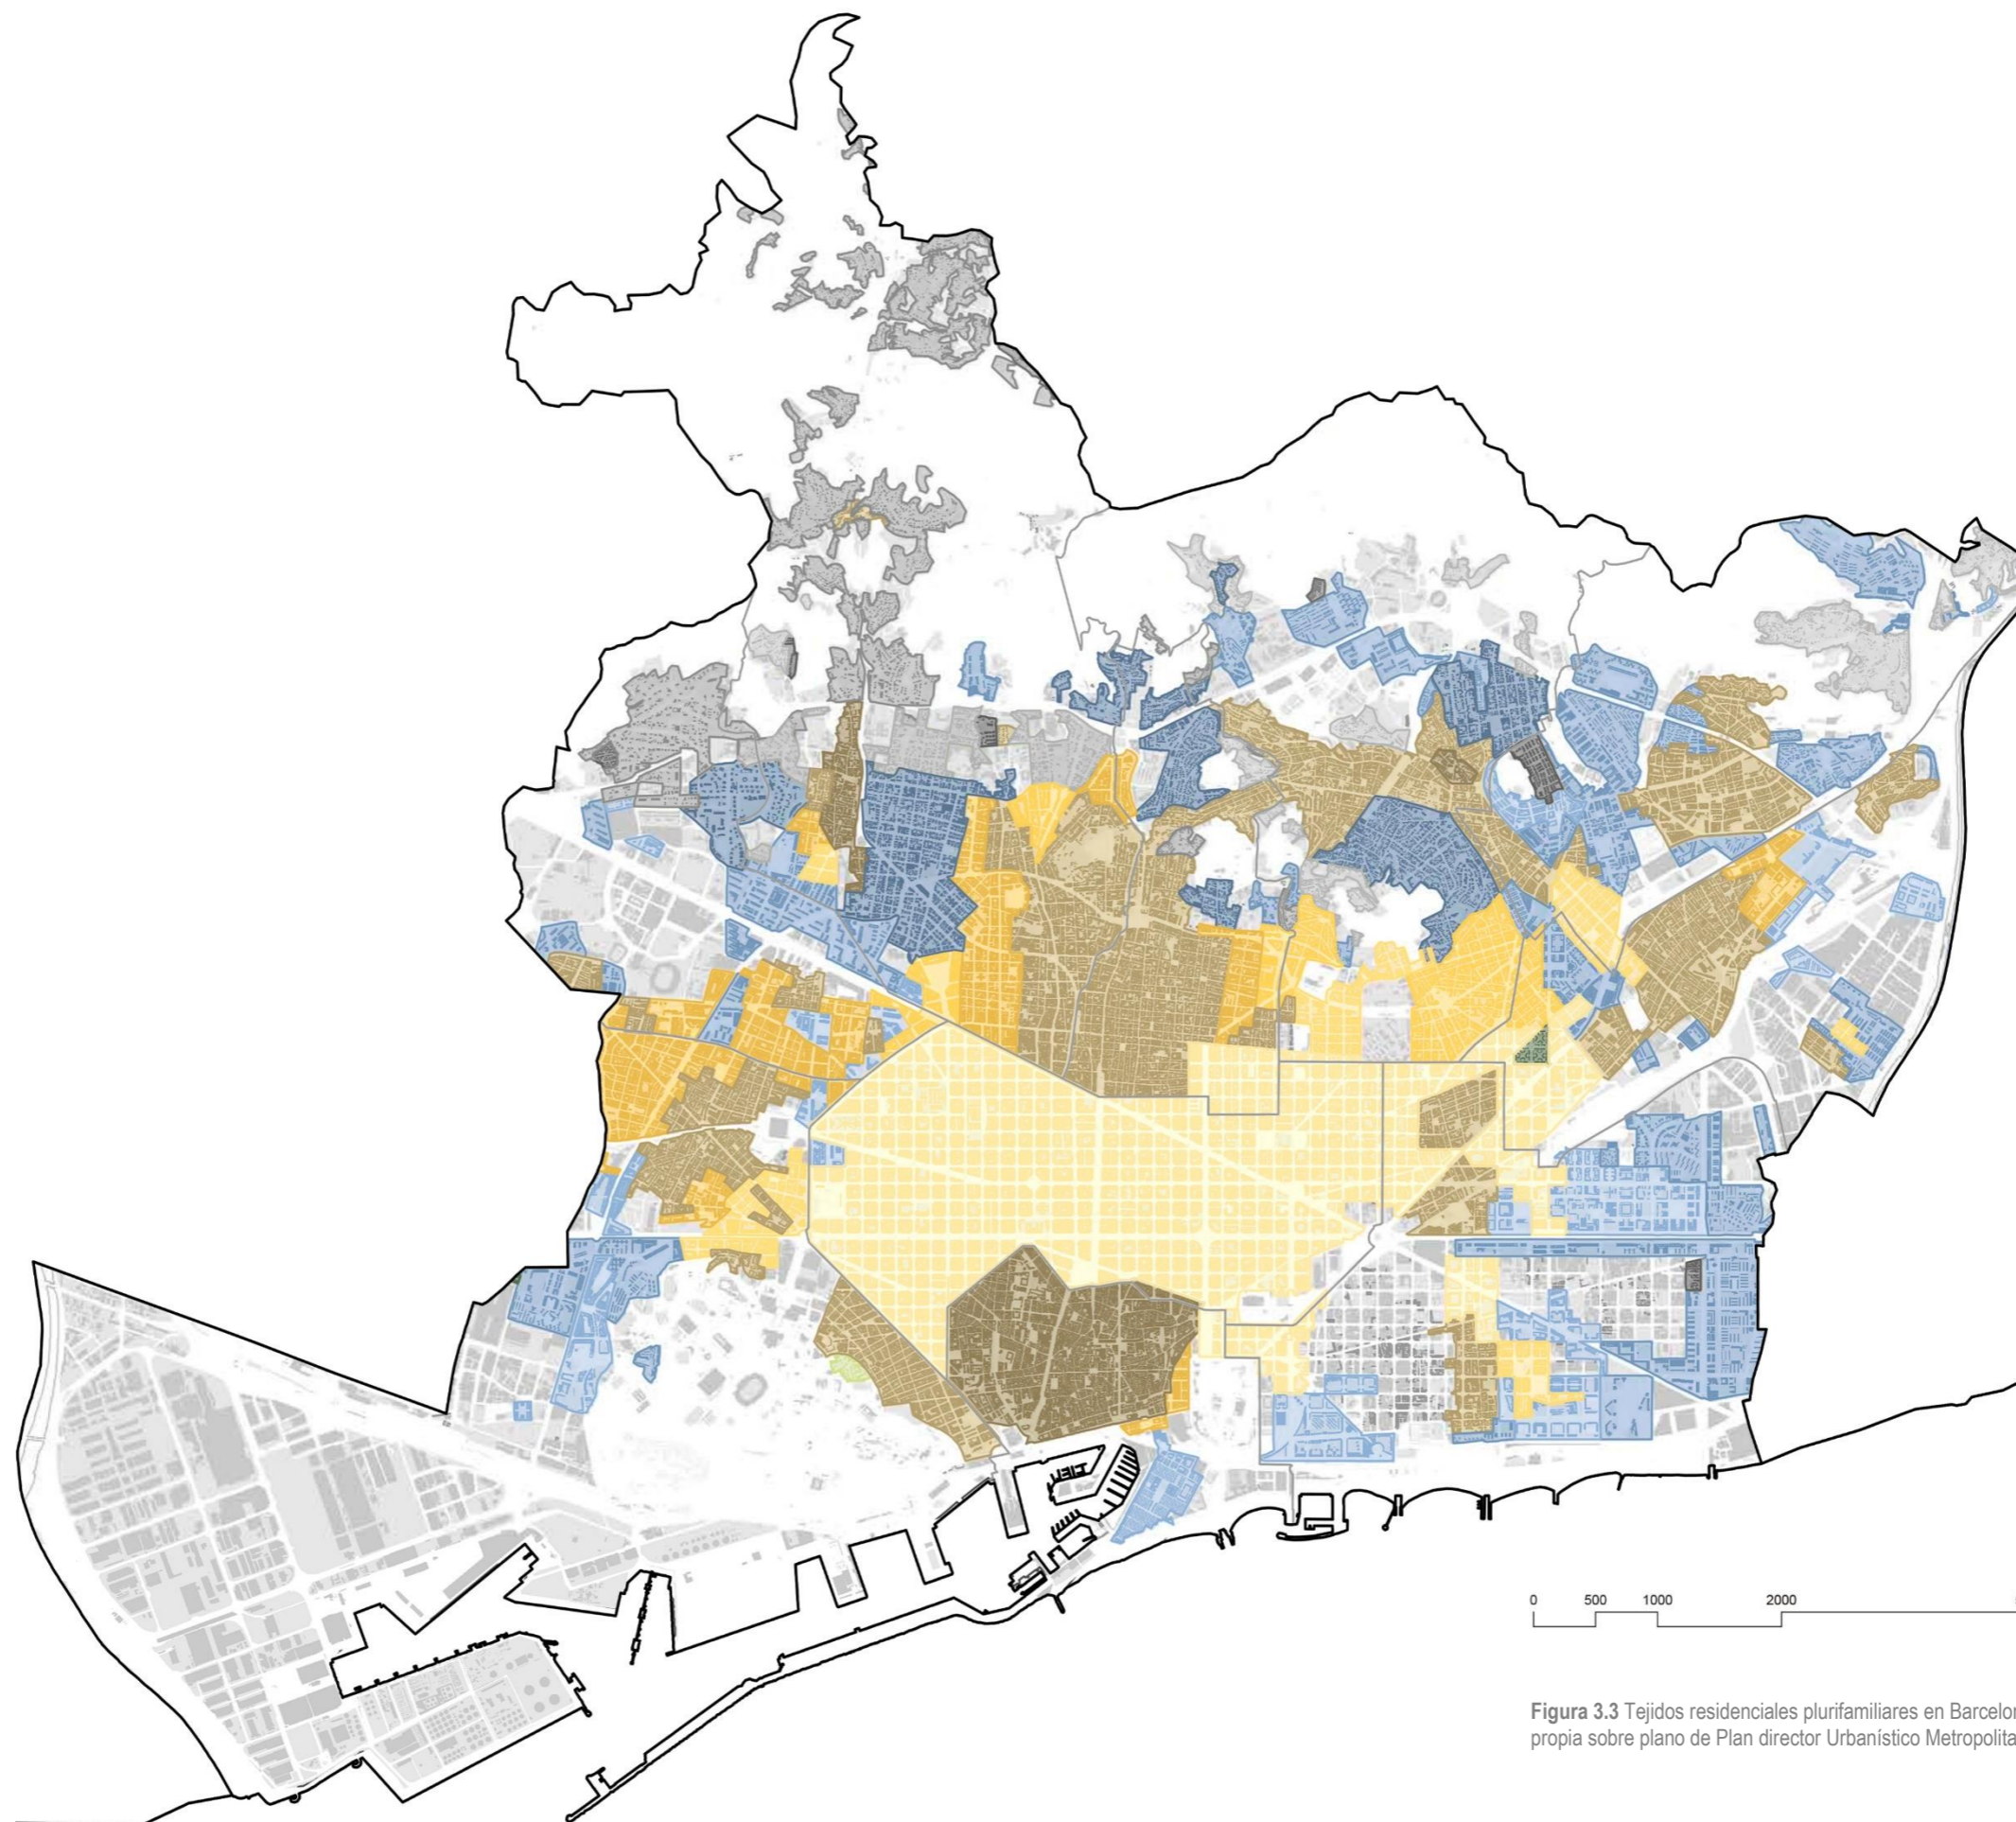 0 500 1000 2000
Figura 3.3 Tejidos residenciales plurifamiliares en Barcelon
propia sobre plano de Plan director Urbanístico Metropolita